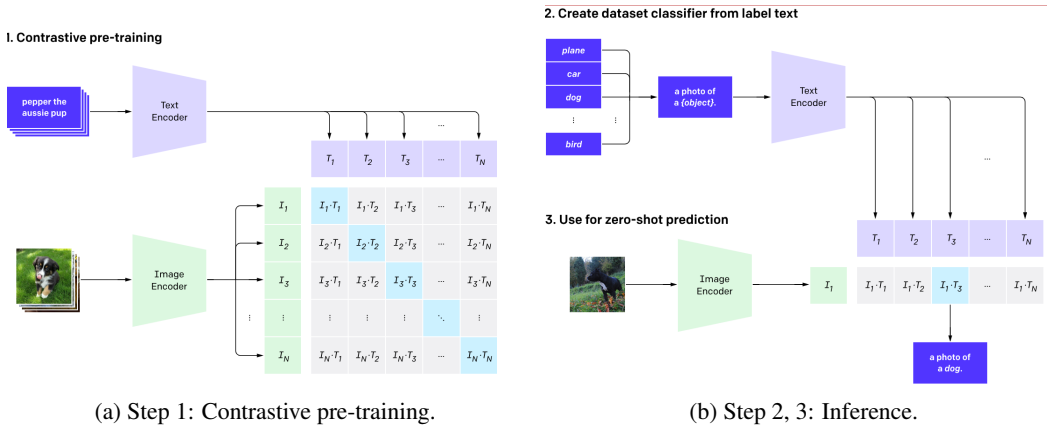 1. Contrastive pre-training
pepper the
aussie pup
Text
Encoder
...
T1 T2 T3 ... TN
I1 I1·T1 I1·T2 I1·T3 ... I1·TN
I2 I2·T1 I2·T2 I2·T3 ... I2·TN
Image
Encoder
I3 I3·T1 I3·T2 I3·T3 ... I3·TN
⋮ ⋮ ⋮ ⋮ ⋮ ⋱ ⋮
IN IN·T1 IN·T2 IN·T3 ... IN·TN
(a) Step 1: Contrastive pre-training.
2. Create dataset classifier from label text
plane
car
dog
⋮ ⋮
bird
a photo of
a {object}.
Text
Encoder
...
3. Use for zero-shot prediction
T1 T2 T3 ... TN
Image
Encoder
I1 I1·T1 I1·T2 I1·T3 ... I1·TN
a photo of
a dog.
(b) Step 2, 3: Inference.